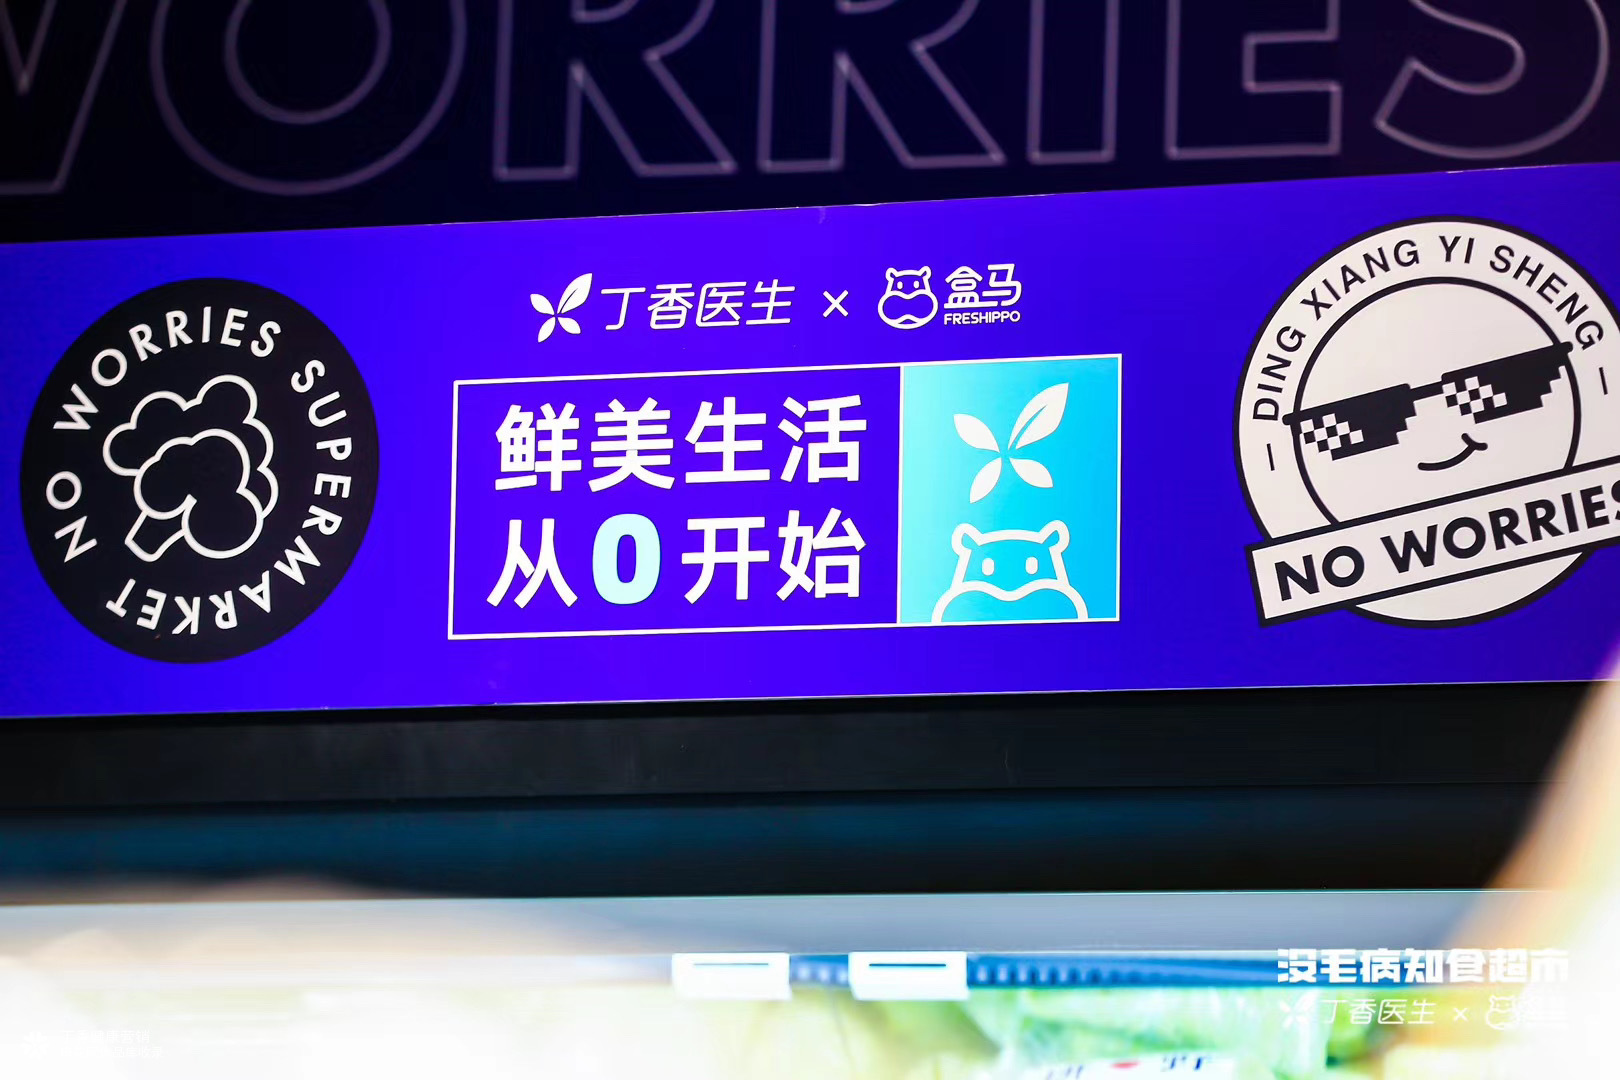 WORRIES
NO WORRIES SUPERMARKET
丁香医生 × 盒马
FRESHIPPO
鲜美生活
从0开始
DING XIANG YI SHENG
NO WORRIES
没毛病知食超市
丁香医生 ×